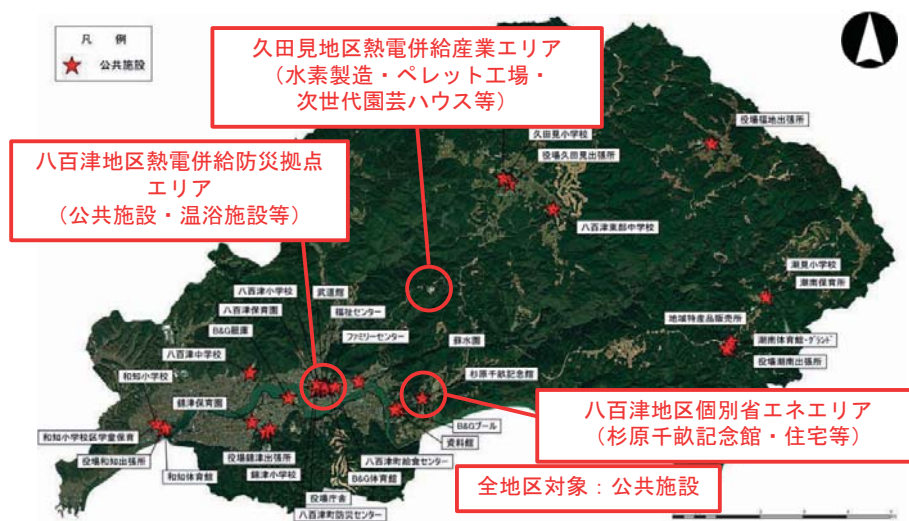 凡 例
公共施設
久田見地区熱電併給産業エリア
(水素製造・ペレット工場・
次世代園芸ハウス等)
八百津地区熱電併給防災拠点
エリア
(公共施設・温浴施設等)
久田見小学校
役場久田見出張所
役場福地出張所
八百津東部中学校
潮見小学校
潮南保育所
地域特産品販売所
潮南体育館・グランド
役場潮南出張所
八百津小学校
武道館
八百津保育園
福祉センター
B&G艇庫
ファミリーセンター
蘇水園
八百津中学校
杉原千畝記念館
和知小学校
錦津保育園
八百津地区個別省エネエリア
(杉原千畝記念館・住宅等)
B&Gプール
資料館
和知小学校区学童保育
役場和知出張所
和知体育館
役場錦津出張所
錦津小学校
八百津町給食センター
B&G体育館
役場庁舎
八百津町防災センター
全地区対象：公共施設